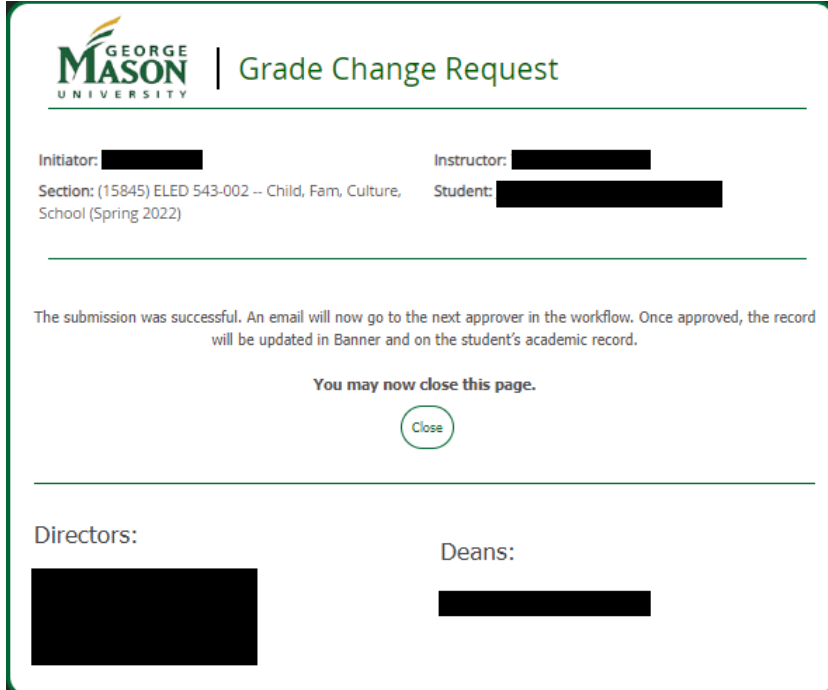 GEORGE
MASON
UNIVERSITY
Grade Change Request
Initiator:
Instructor:
Section: (15845) ELED 543-002 -- Child, Fam, Culture,
School (Spring 2022)
Student:
The submission was successful. An email will now go to the next approver in the workflow. Once approved, the record
will be updated in Banner and on the student’s academic record.
You may now close this page.
Close
Directors:
Deans: